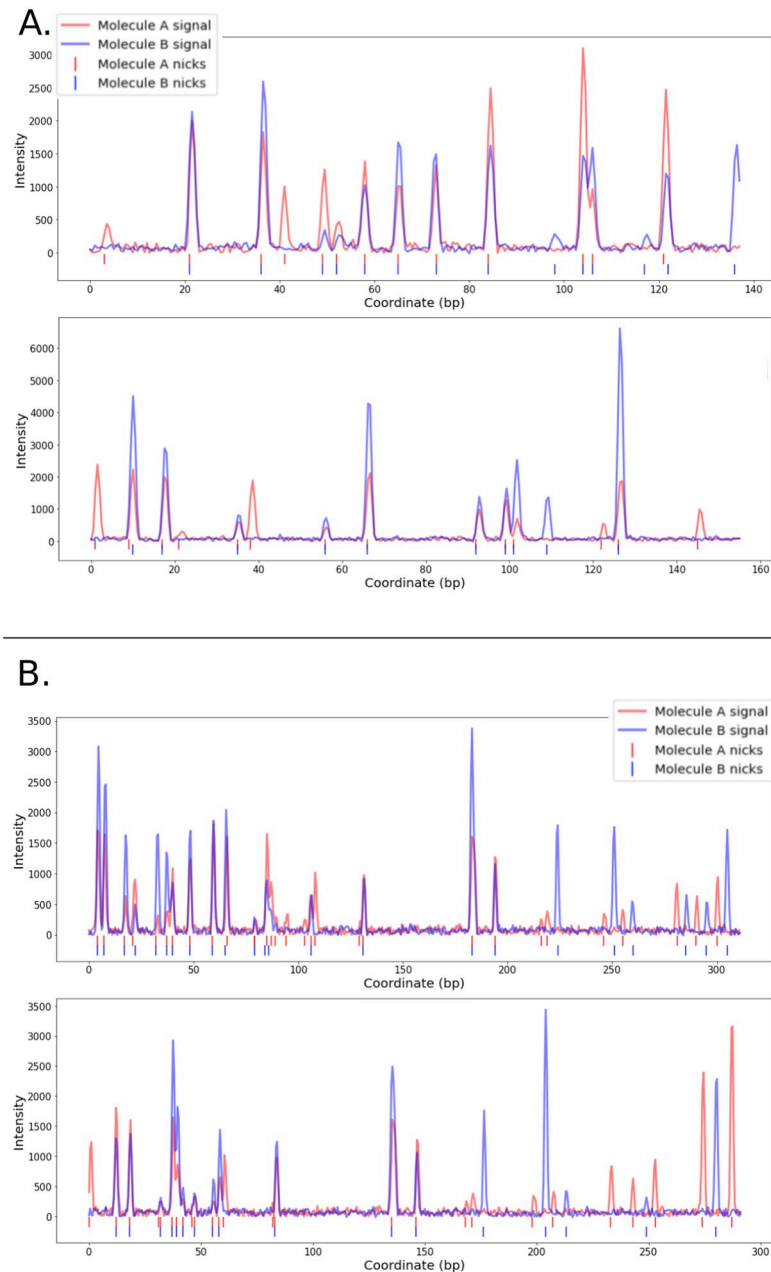 A.
Molecule A signal
Molecule B signal
Molecule A nicks
Molecule B nicks
3000
2500
2000
1500
1000
500
0
Intensity
0 20 40 60 80 100 120 140
Coordinate (bp)
6000
5000
4000
3000
2000
1000
0
Intensity
0 20 40 60 80 100 120 140 160
Coordinate (bp)
B.
Molecule A signal
Molecule B signal
Molecule A nicks
Molecule B nicks
3500
3000
2500
2000
1500
1000
500
0
Intensity
0 50 100 150 200 250 300
Coordinate (bp)
3500
3000
2500
2000
1500
1000
500
0
Intensity
0 50 100 150 200 250 300
Coordinate (bp)